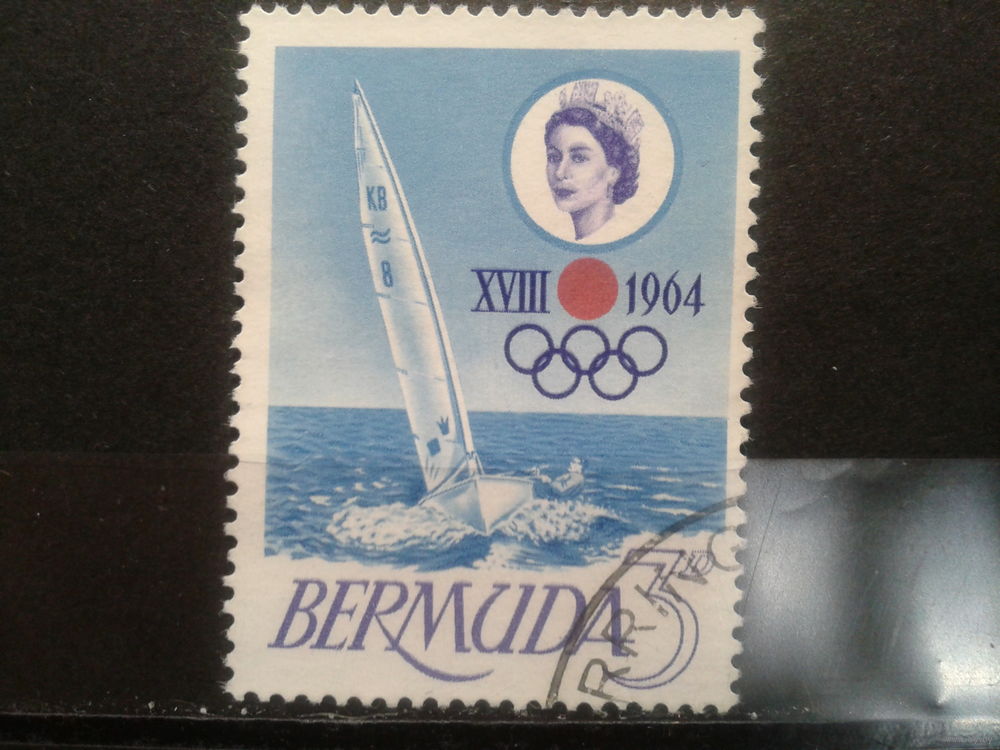 KB
8
XVIII 1964
BERMUDA 3